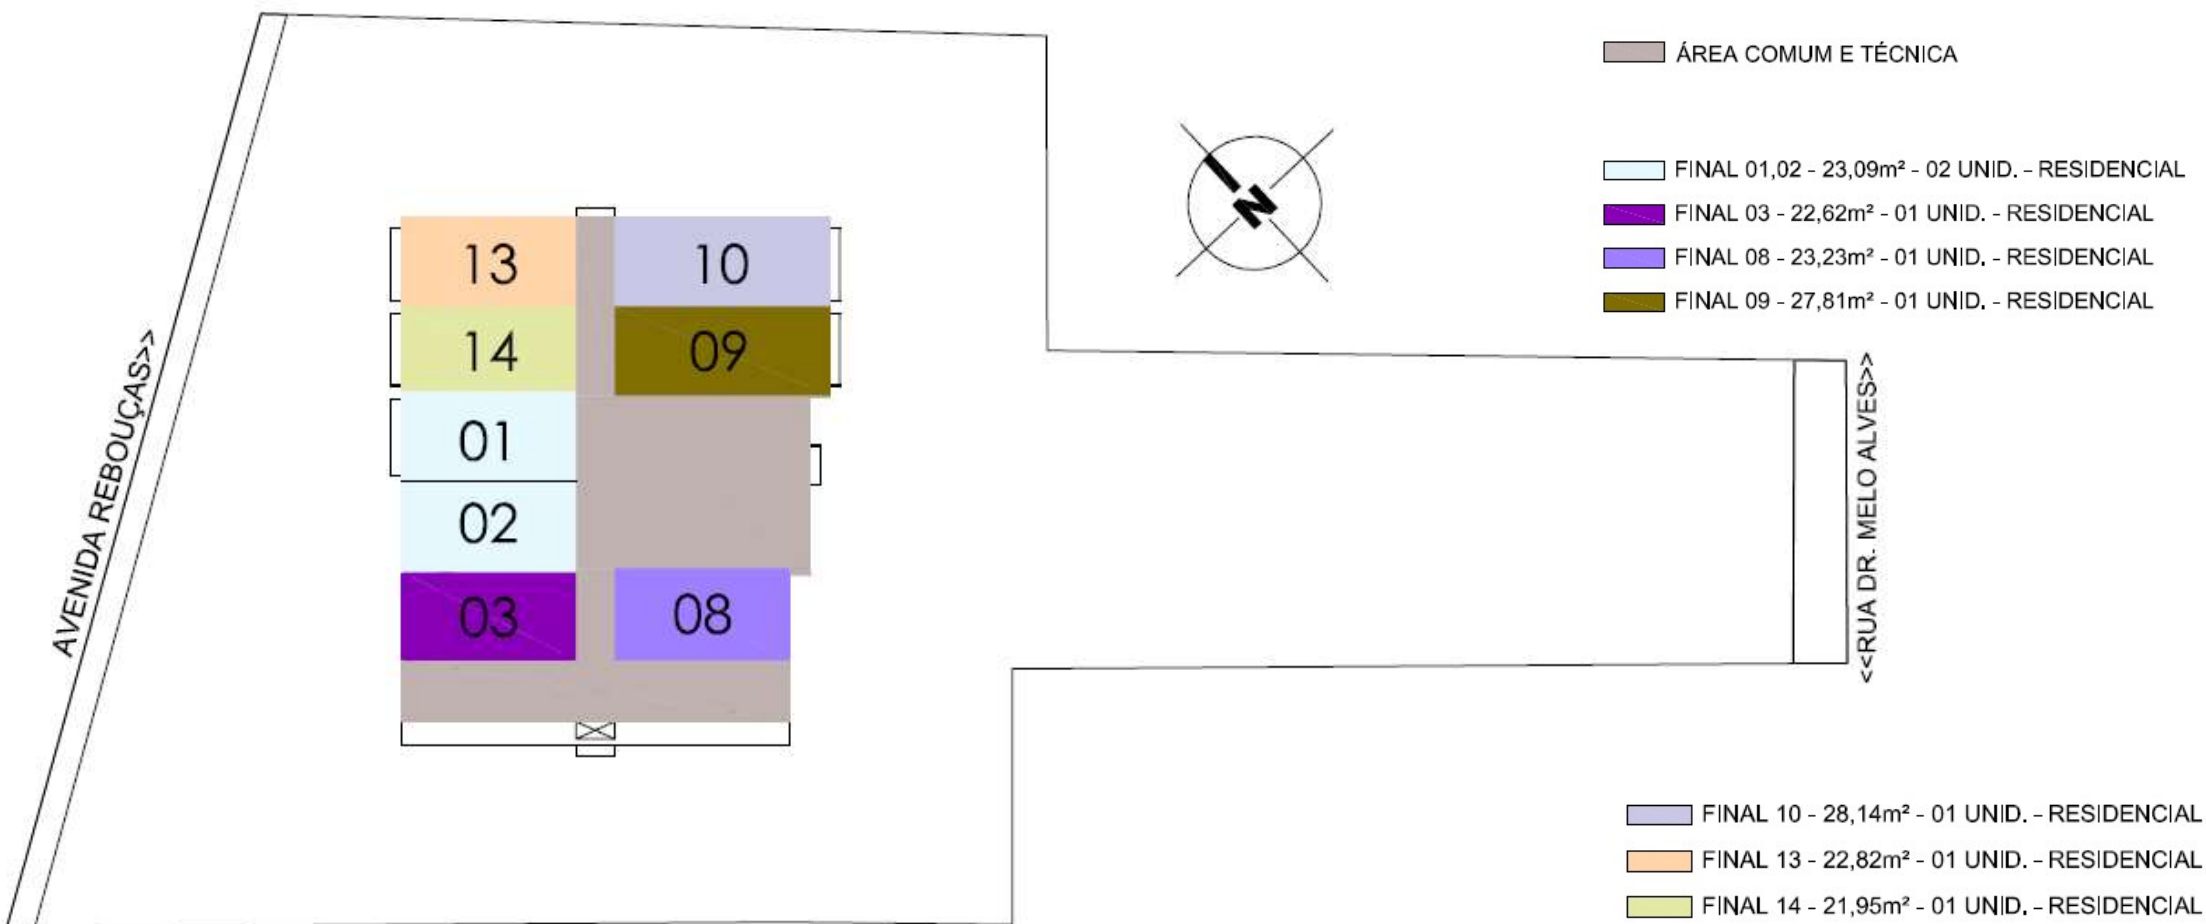 ÁREA COMUM E TÉCNICA
N
FINAL 01,02 - 23,09m² - 02 UNID. - RESIDENCIAL
FINAL 03 - 22,62m² - 01 UNID. - RESIDENCIAL
FINAL 08 - 23,23m² - 01 UNID. - RESIDENCIAL
FINAL 09 - 27,81m² - 01 UNID. - RESIDENCIAL
13
10
14
09
01
02
03
08
AVENIDA REBOUÇAS>>
<<RUA DR. MELO ALVES>>
FINAL 10 - 28,14m² - 01 UNID. - RESIDENCIAL
FINAL 13 - 22,82m² - 01 UNID. - RESIDENCIAL
FINAL 14 - 21,95m² - 01 UNID. - RESIDENCIAL